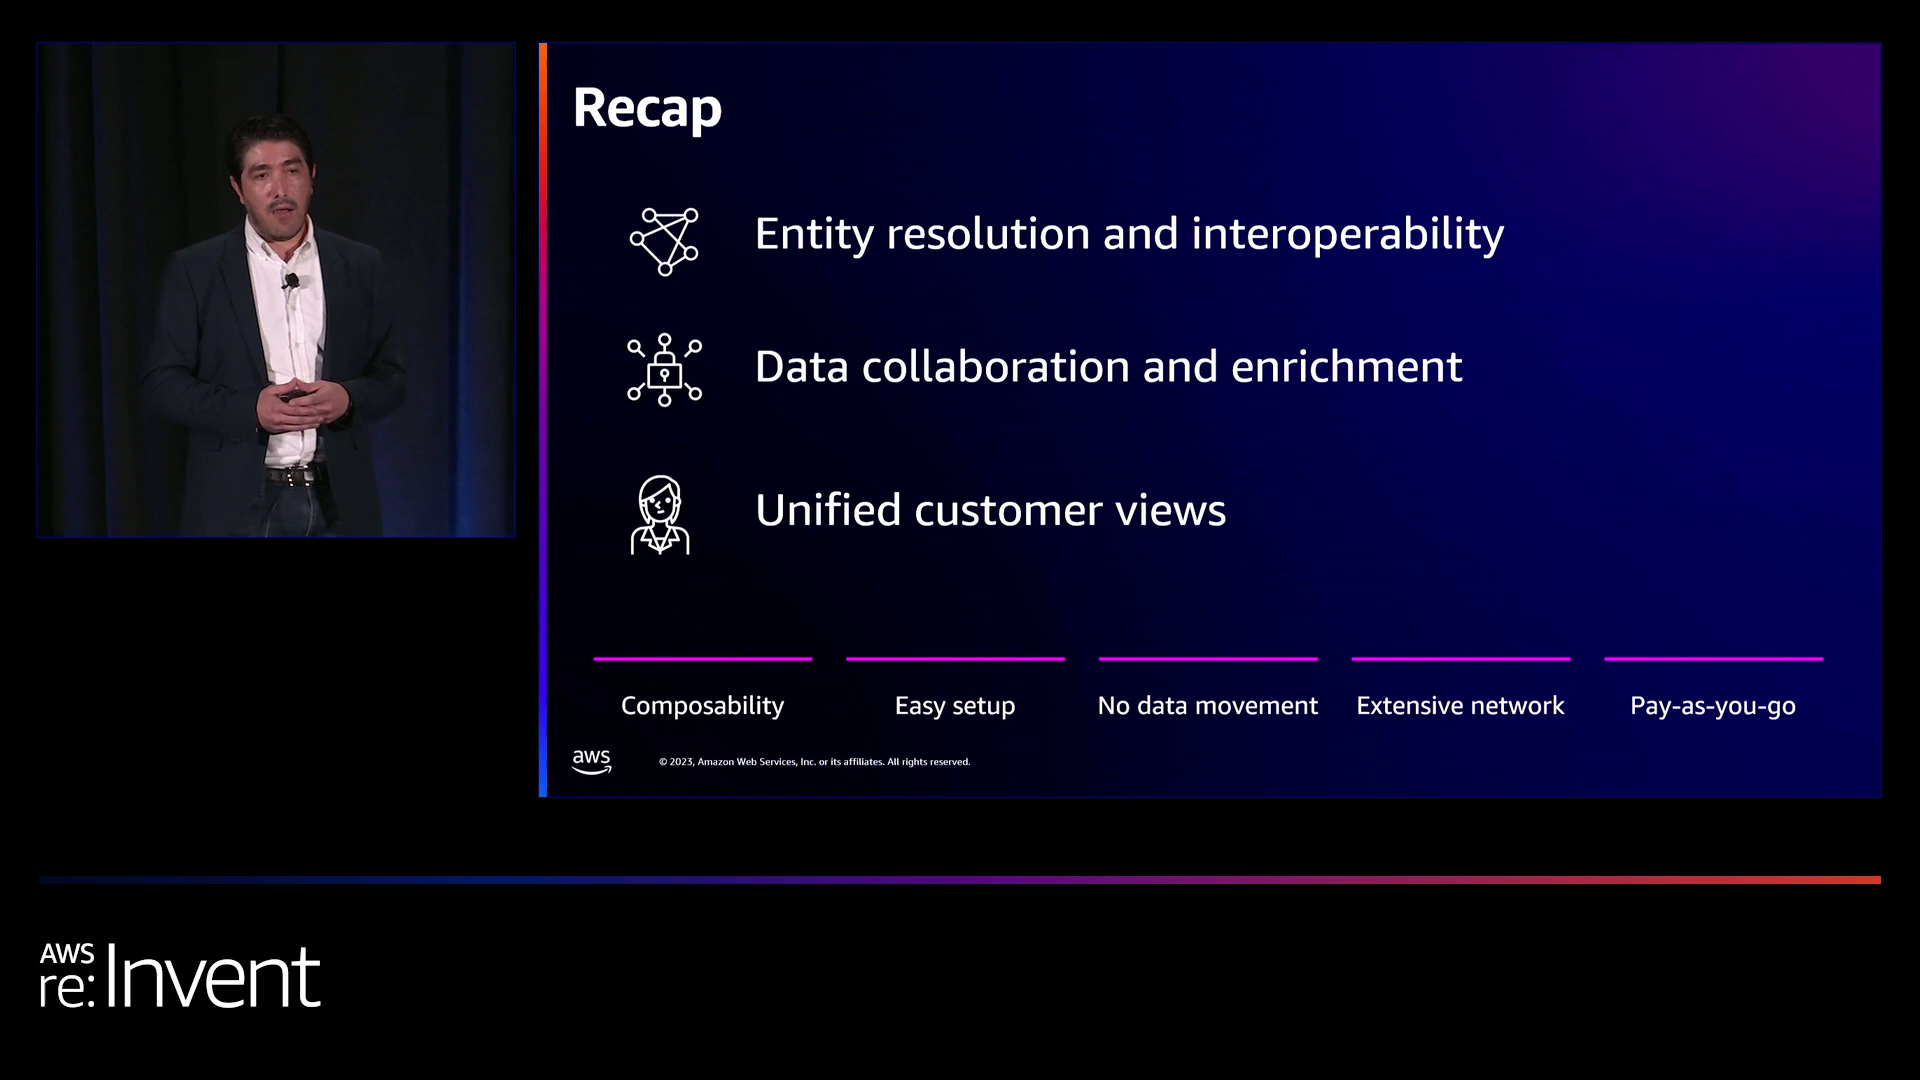 Recap
Entity resolution and interoperability
Data collaboration and enrichment
Unified customer views
Composability
Easy setup
No data movement
Extensive network
Pay-as-you-go
aws
© 2023, Amazon Web Services, Inc. or its affiliates. All rights reserved.
AWS
re:Invent